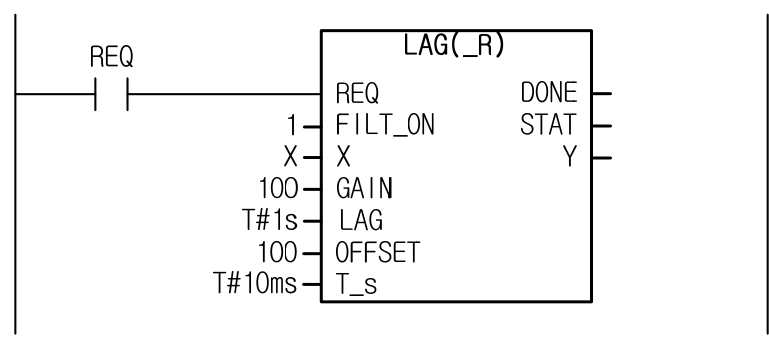 LAG(_R)
REQ
REQ DONE
1 FILT_ON STAT
X X Y
100 GAIN
T#1s LAG
100 OFFSET
T#10ms T_s